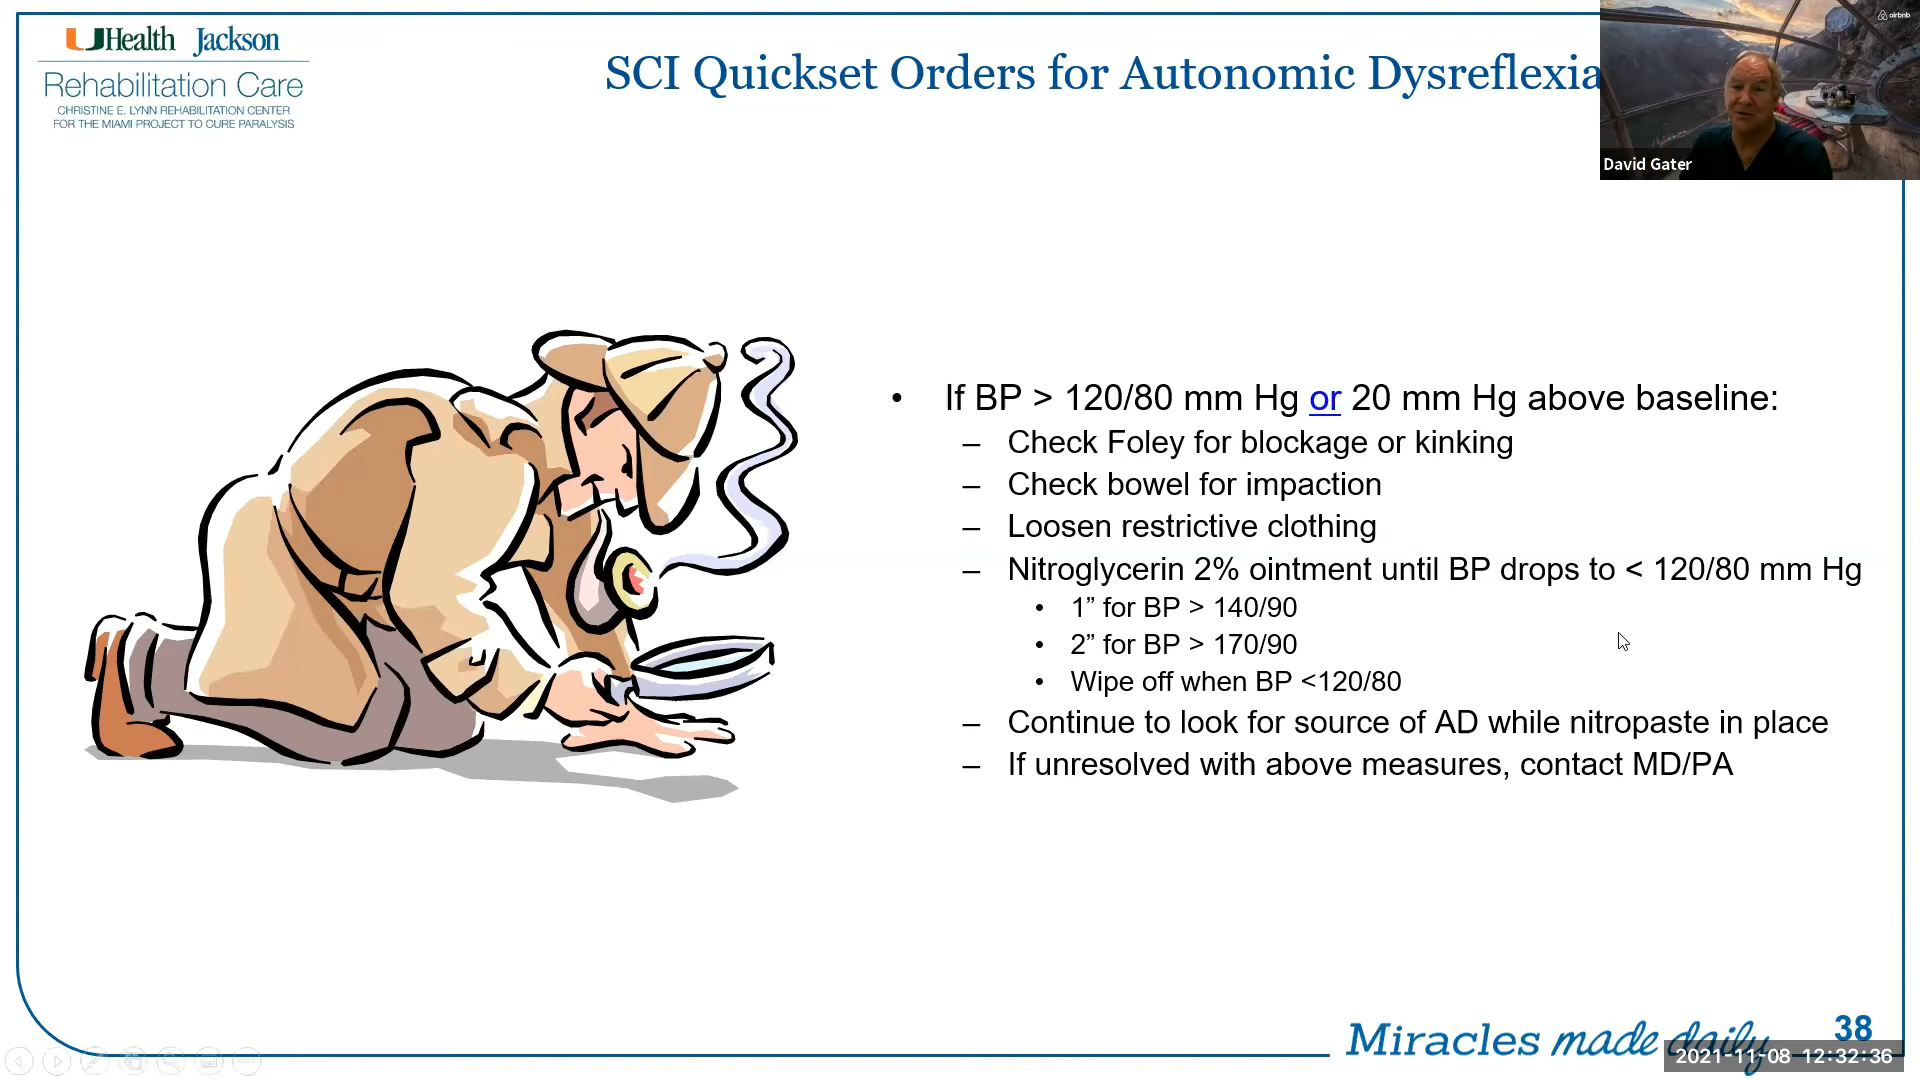 UHealth Jackson
Rehabilitation Care
CHRISTINE E. LYNN REHABILITATION CENTER
FOR THE MIAMI PROJECT TO CURE PARALYSIS
SCI Quickset Orders for Autonomic Dysreflexia
airbnb
David Gater
• If BP > 120/80 mm Hg or 20 mm Hg above baseline:
– Check Foley for blockage or kinking
– Check bowel for impaction
– Loosen restrictive clothing
– Nitroglycerin 2% ointment until BP drops to < 120/80 mm Hg
• 1” for BP > 140/90
• 2” for BP > 170/90
• Wipe off when BP <120/80
– Continue to look for source of AD while nitropaste in place
– If unresolved with above measures, contact MD/PA
Miracles made daily
38
2021-11-08 12:32:36